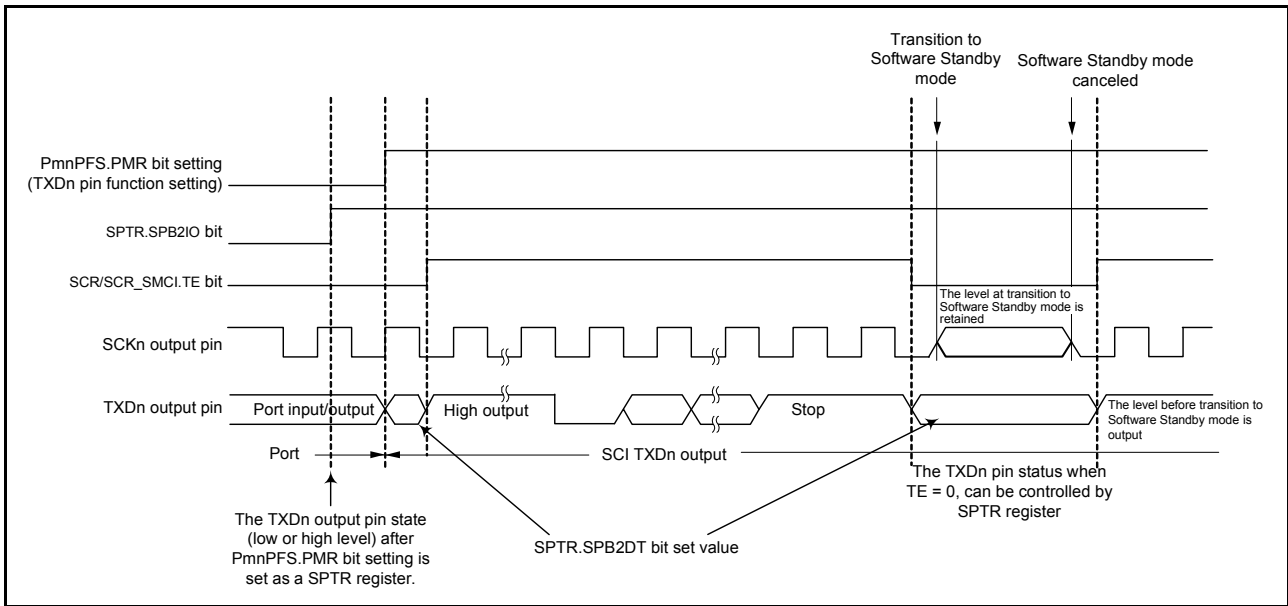 Transition to
Software Standby
mode
Software Standby mode
canceled
PmnPFS.PMR bit setting
(TXDn pin function setting)
SPTR.SPB2IO bit
SCR/SCR_SMCI.TE bit
The level at transition to
Software Standby mode is
retained
SCKn output pin
TXDn output pin
Port input/output
High output
Stop
The level before transition to
Software Standby mode is
output
Port
SCI TXDn output
The TXDn pin status when
TE = 0, can be controlled by
SPTR register
The TXDn output pin state
(low or high level) after
PmnPFS.PMR bit setting is
set as a SPTR register.
SPTR.SPB2DT bit set value